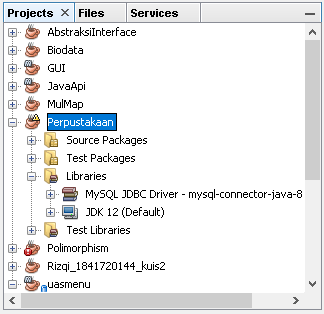 Projects Files Services
AbstraksiInterface
Biodata
GUI
JavaApi
MulMap
Perpustakaan
Source Packages
Test Packages
Libraries
MySQL JDBC Driver - mysql-connector-java-8
JDK 12 (Default)
Test Libraries
Polimorphism
Rizqi_1841720144_kuis2
uasmenu